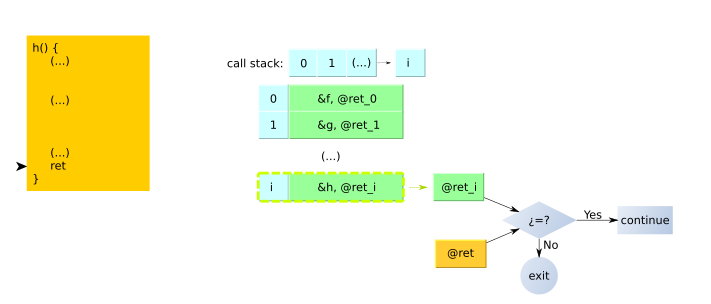 h() {
(...)
(...)
(...)
ret
}
call stack: 0 1 (...) i
0 &f, @ret_0
1 &g, @ret_1
(...)
i &h, @ret_i @ret_i
¿=? Yes continue
@ret No
exit